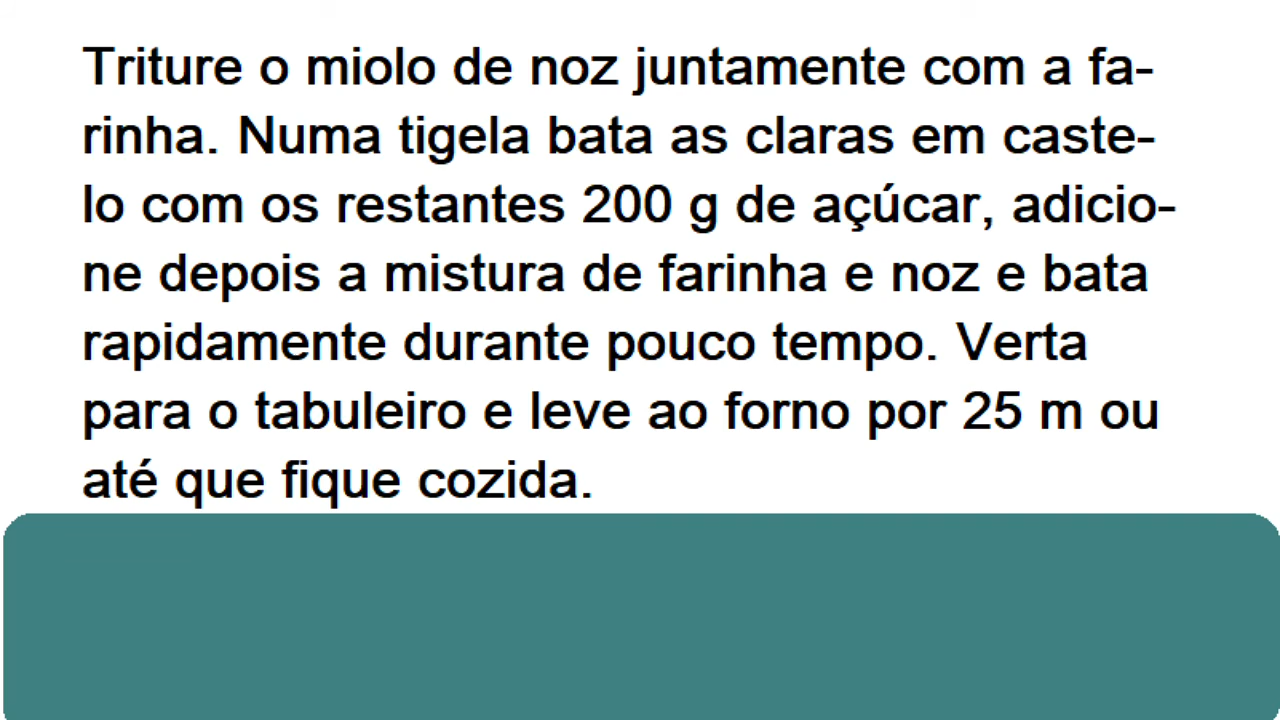 Triture o miolo de noz juntamente com a fa-
rinha. Numa tigela bata as claras em caste-
lo com os restantes 200 g de açúcar, adicio-
ne depois a mistura de farinha e noz e bata
rapidamente durante pouco tempo. Verta
para o tabuleiro e leve ao forno por 25 m ou
até que fique cozida.